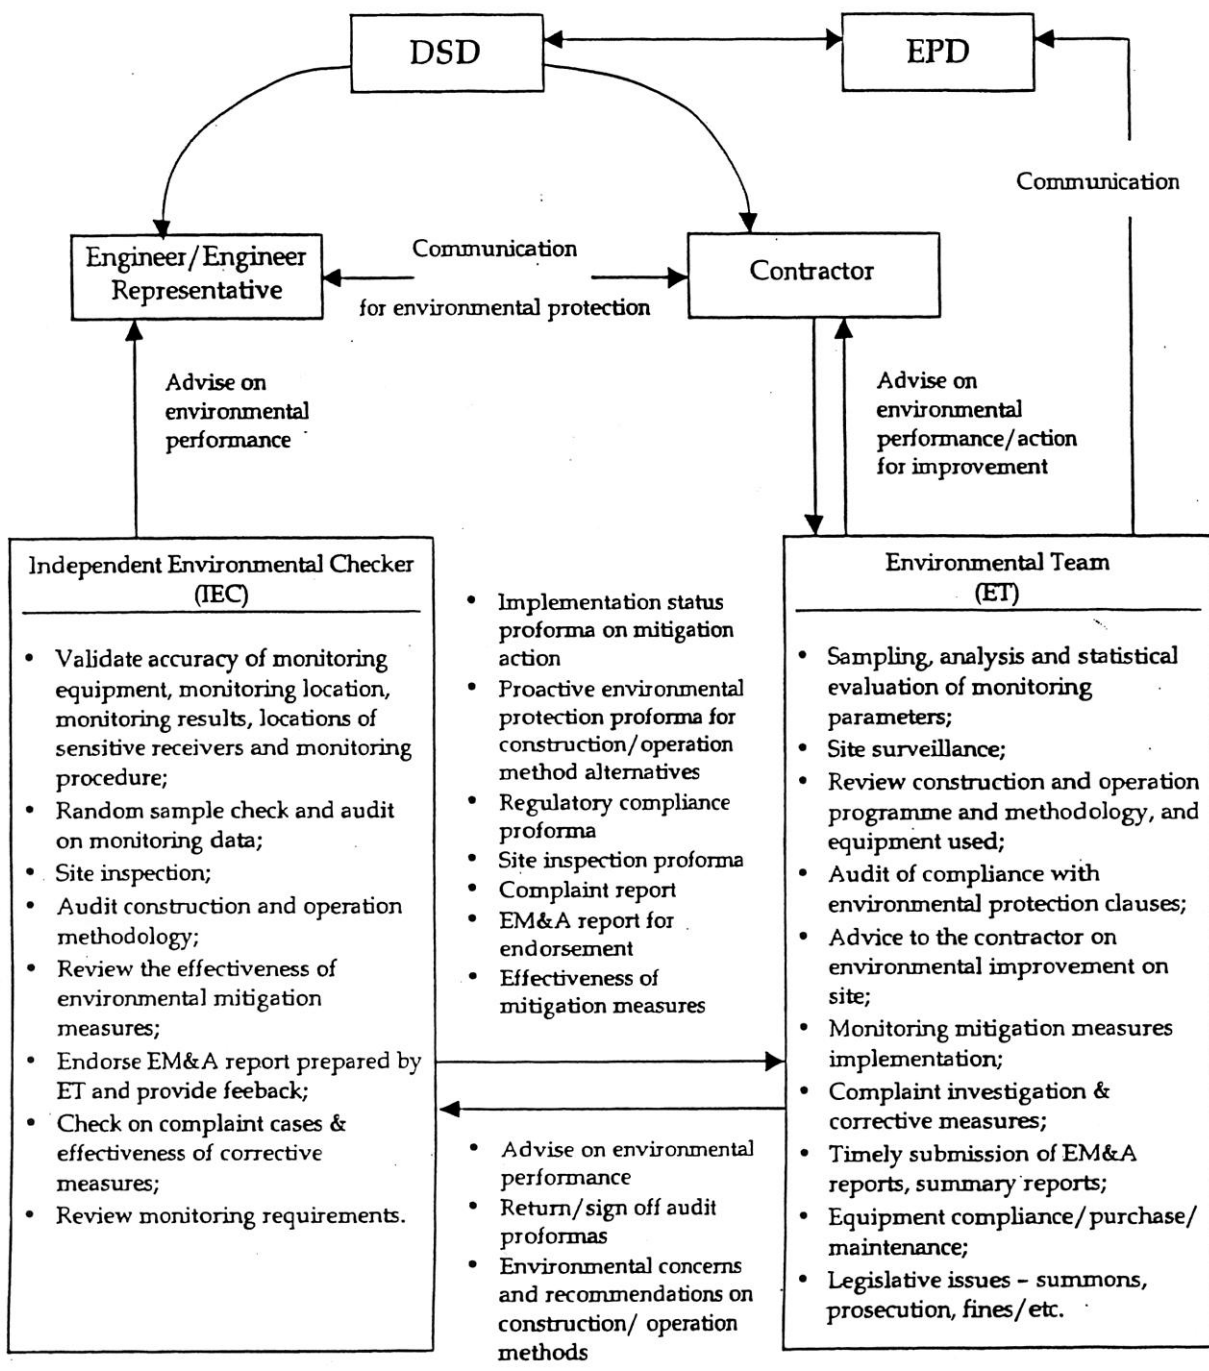 DSD
EPD
Communication
Engineer/Engineer
Representative
Communication
for environmental protection
Contractor
Advise on
environmental
performance
Advise on
environmental
performance/action
for improvement
Independent Environmental Checker
(IEC)
• Validate accuracy of monitoring
equipment, monitoring location,
monitoring results, locations of
sensitive receivers and monitoring
procedure;
• Random sample check and audit
on monitoring data;
• Site inspection;
• Audit construction and operation
methodology;
• Review the effectiveness of
environmental mitigation
measures;
• Endorse EM&A report prepared by
ET and provide feeback;
• Check on complaint cases &
effectiveness of corrective
measures;
• Review monitoring requirements.
• Implementation status
proforma on mitigation
action
• Proactive environmental
protection proforma for
construction/operation
method alternatives
• Regulatory compliance
proforma
• Site inspection proforma
• Complaint report
• EM&A report for
endorsement
• Effectiveness of
mitigation measures
• Advise on environmental
performance
• Return/sign off audit
proformas
• Environmental concerns
and recommendations on
construction/ operation
methods
Environmental Team
(ET)
• Sampling, analysis and statistical
evaluation of monitoring
parameters;
• Site surveillance;
• Review construction and operation
programme and methodology, and
equipment used;
• Audit of compliance with
environmental protection clauses;
• Advice to the contractor on
environmental improvement on
site;
• Monitoring mitigation measures
implementation;
• Complaint investigation &
corrective measures;
• Timely submission of EM&A
reports, summary reports;
• Equipment compliance/purchase/
maintenance;
• Legislative issues – summons,
prosecution, fines/etc.